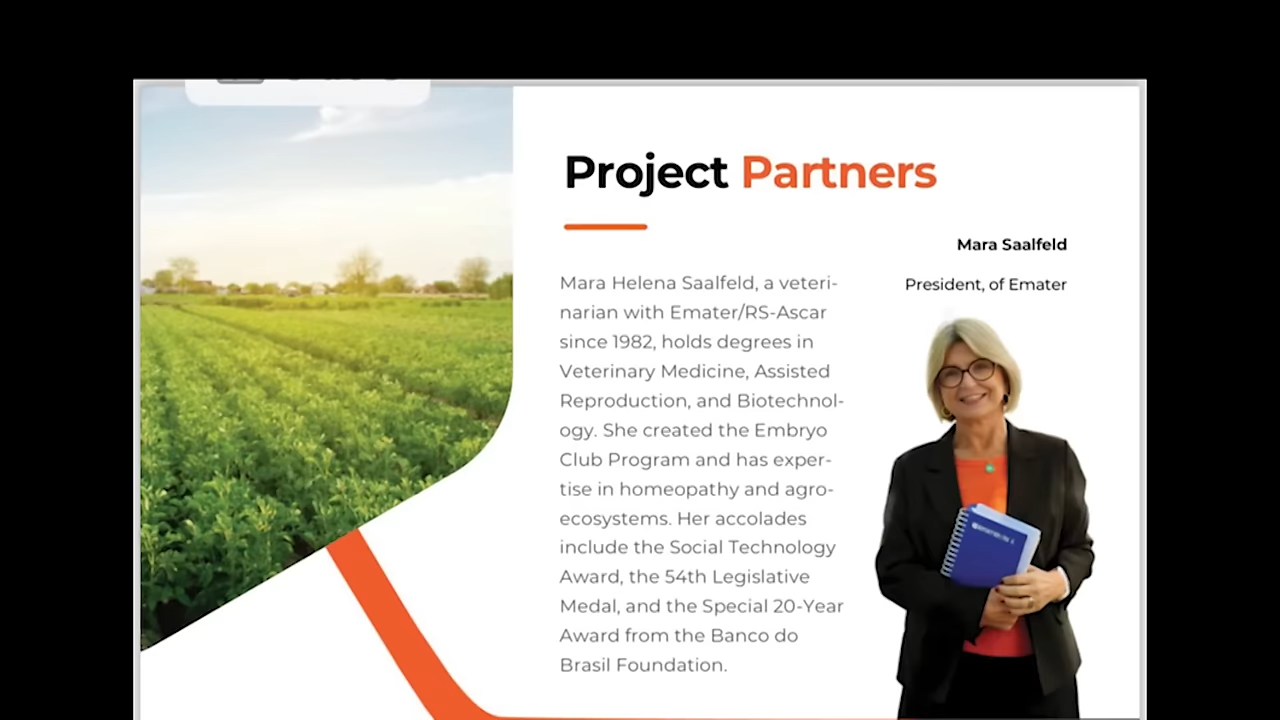 Project Partners
Mara Saalfeld
President, of Emater
Mara Helena Saalfeld, a veteri-
narian with Emater/RS-Ascar
since 1982, holds degrees in
Veterinary Medicine, Assisted
Reproduction, and Biotechnol-
ogy. She created the Embryo
Club Program and has exper-
tise in homeopathy and agro-
ecosystems. Her accolades
include the Social Technology
Award, the 54th Legislative
Medal, and the Special 20-Year
Award from the Banco do
Brasil Foundation.